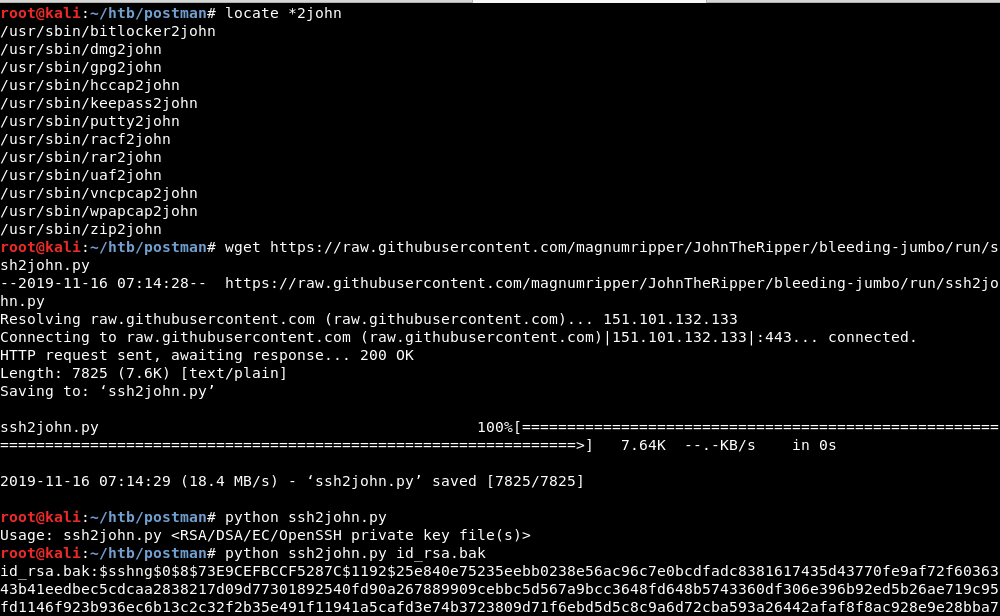 root@kali:~/htb/postman# locate *2john
/usr/sbin/bitlocker2john
/usr/sbin/dmg2john
/usr/sbin/gpg2john
/usr/sbin/hccap2john
/usr/sbin/keepass2john
/usr/sbin/putty2john
/usr/sbin/racf2john
/usr/sbin/rar2john
/usr/sbin/uaf2john
/usr/sbin/vncpcap2john
/usr/sbin/wpapcap2john
/usr/sbin/zip2john
root@kali:~/htb/postman# wget https://raw.githubusercontent.com/magnumripper/JohnTheRipper/bleeding-jumbo/run/s
sh2john.py
--2019-11-16 07:14:28--  https://raw.githubusercontent.com/magnumripper/JohnTheRipper/bleeding-jumbo/run/ssh2jo
hn.py
Resolving raw.githubusercontent.com (raw.githubusercontent.com)... 151.101.132.133
Connecting to raw.githubusercontent.com (raw.githubusercontent.com)|151.101.132.133|:443... connected.
HTTP request sent, awaiting response... 200 OK
Length: 7825 (7.6K) [text/plain]
Saving to: ‘ssh2john.py’
ssh2john.py                                          100%[=====================================================
================================================================>]   7.64K  --.-KB/s    in 0s
2019-11-16 07:14:29 (18.4 MB/s) - ‘ssh2john.py’ saved [7825/7825]
root@kali:~/htb/postman# python ssh2john.py
Usage: ssh2john.py <RSA/DSA/EC/OpenSSH private key file(s)>
root@kali:~/htb/postman# python ssh2john.py id_rsa.bak
id_rsa.bak:$sshng$0$8$73E9CEFBCCF5287C$1192$25e840e75235eebb0238e56ac96c7e0bcdfadc8381617435d43770fe9af72f60363
43b41eedbec5cdcaa2838217d09d77301892540fd90a267889909cebbc5d567a9bcc3648fd648b5743360df306e396b92ed5b26ae719c95
fd1146f923b936ec6b13c2c32f2b35e491f11941a5cafd3e74b3723809d71f6ebd5d5c8c9a6d72cba593a26442afaf8f8ac928e9e28bba